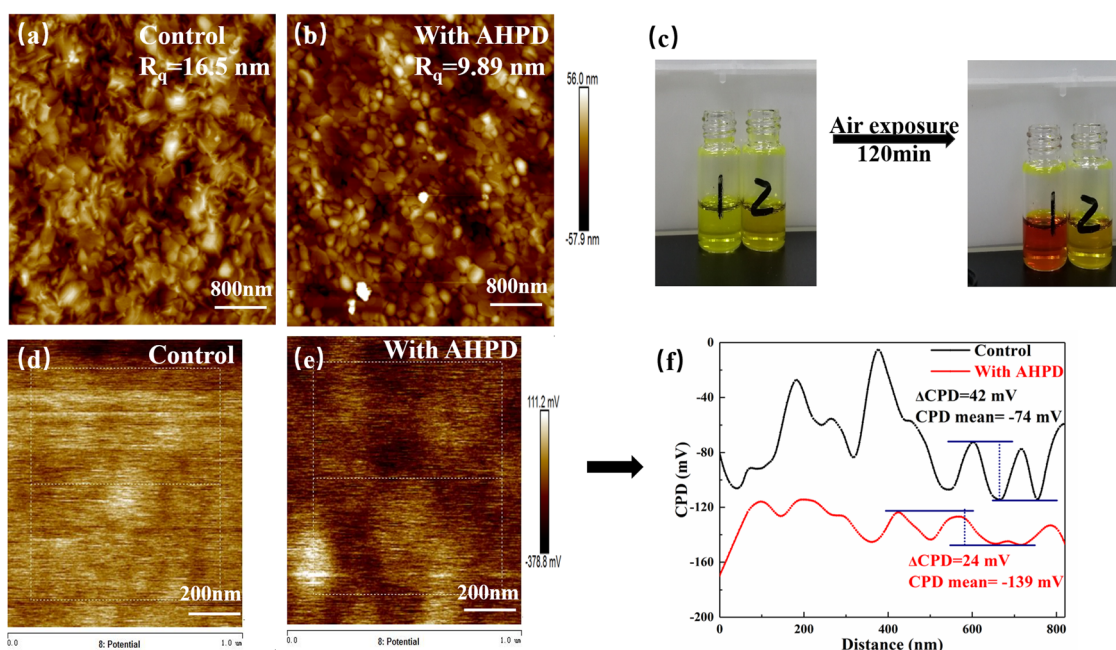 (a)
Control
Rq=16.5 nm
800nm
(b)
With AHPD
Rq=9.89 nm
800nm
56.0 nm
-57.9 nm
(c)
1 2
Air exposure
120min
1 2
(d)
Control
200nm
0.0 8: Potential 1.0 um
(e)
With AHPD
200nm
0.0 8: Potential 1.0 um
111.2 mV
-378.8 mV
(f)
0
-40
-80
-120
-160
-200
CPD (mV)
Control
With AHPD
ΔCPD=42 mV
CPD mean= -74 mV
ΔCPD=24 mV
CPD mean= -139 mV
0 200 400 600 800
Distance (nm)